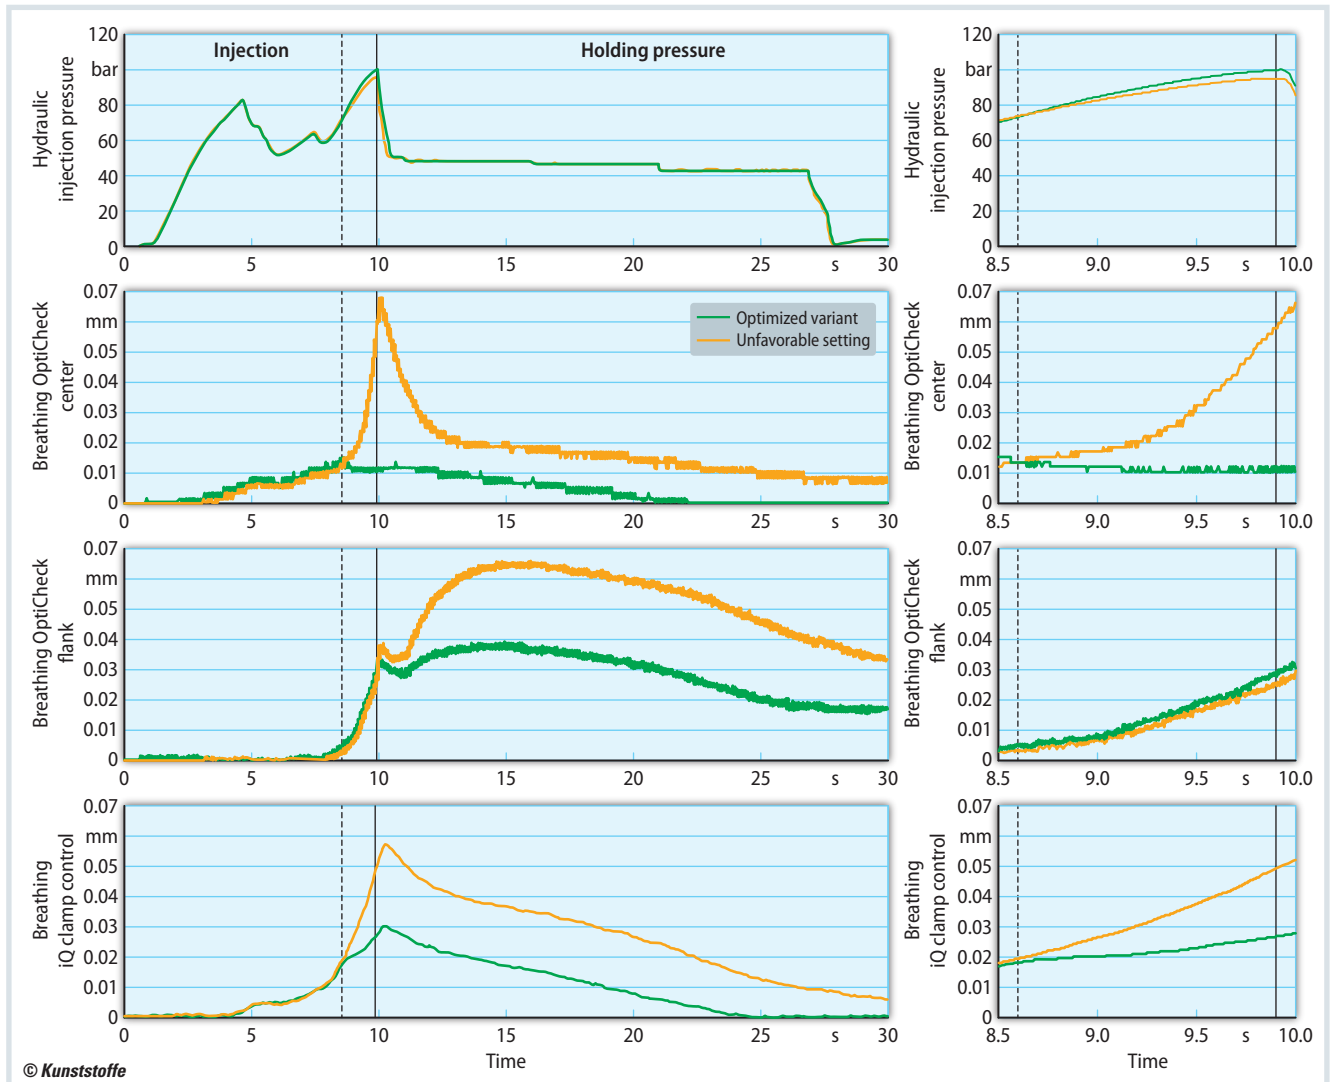 Injection
Holding pressure
Hydraulic
injection pressure
120
bar
80
60
40
20
0
0
5
10
15
20
25
s
30
Hydraulic
injection pressure
120
bar
80
60
40
20
0
8.5
9.0
9.5
s
10.0
Breathing OptiCheck
center
0.07
mm
0.05
0.04
0.03
0.02
0.01
0
Optimized variant
Unfavorable setting
0
5
10
15
20
25
s
30
Breathing OptiCheck
center
0.07
mm
0.05
0.04
0.03
0.02
0.01
0
8.5
9.0
9.5
s
10.0
Breathing OptiCheck
flank
0.07
mm
0.05
0.04
0.03
0.02
0.01
0
0
5
10
15
20
25
s
30
Breathing OptiCheck
flank
0.07
mm
0.05
0.04
0.03
0.02
0.01
0
8.5
9.0
9.5
s
10.0
Breathing
iQ clamp control
0.07
mm
0.05
0.04
0.03
0.02
0.01
0
0
5
10
15
20
25
s
30
Time
Breathing
iQ clamp control
0.07
mm
0.05
0.04
0.03
0.02
0.01
0
8.5
9.0
9.5
s
10.0
Time
© Kunststoffe